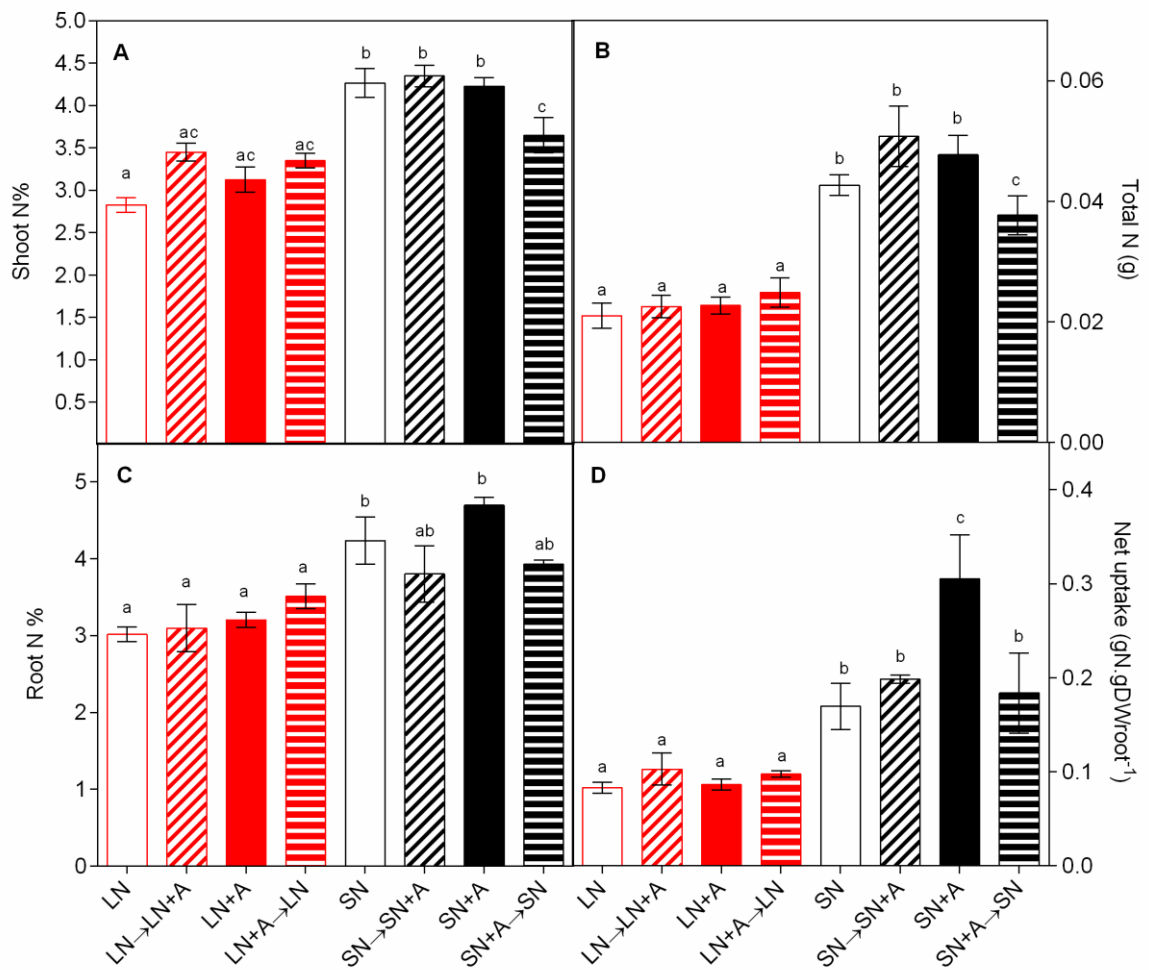 A
5.0
4.5
4.0
3.5
3.0
2.5
2.0
1.5
1.0
0.5
Shoot N%
a
ac
ac
ac
b
b
b
c
B
0.06
0.04
0.02
0.00
Total N (g)
a
a
a
a
b
b
b
c
C
5
4
3
2
1
0
Root N %
a
a
a
a
b
ab
b
ab
D
0.4
0.3
0.2
0.1
0.0
Net uptake (gN.gDWroot⁻¹)
a
a
a
a
b
b
c
b
LN
LN→LN+A
LN+A
LN+A→LN
SN
SN→SN+A
SN+A
SN+A→SN
LN
LN→LN+A
LN+A
LN+A→LN
SN
SN→SN+A
SN+A
SN+A→SN